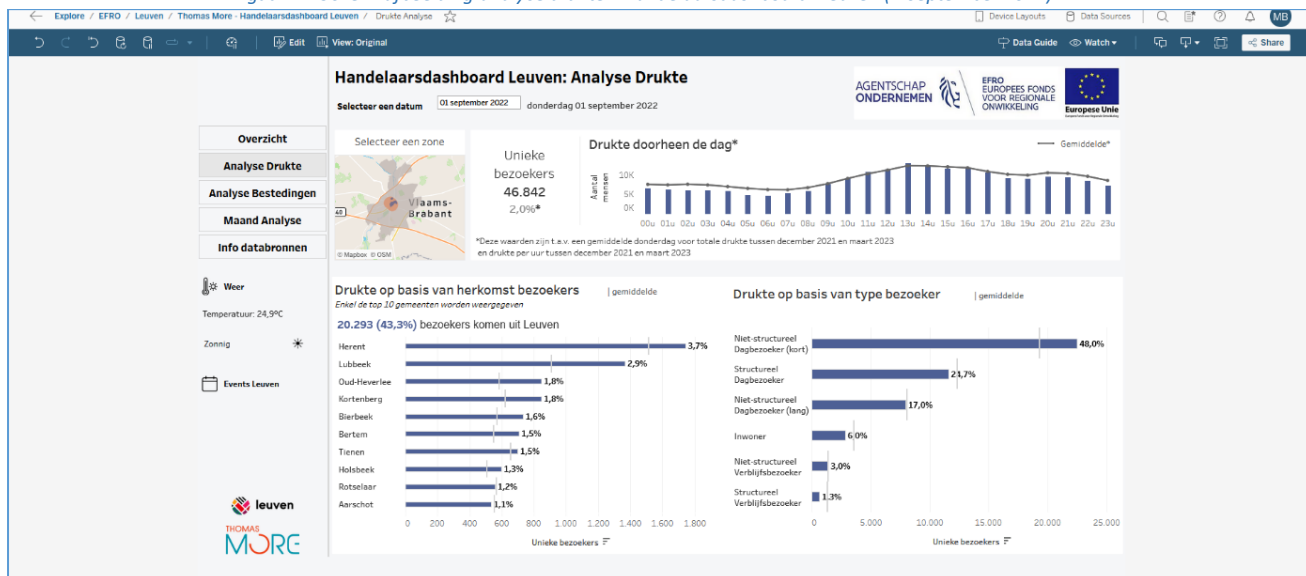 Explore / EFRO / Leuven / Thomas More - Handelaarsdashboard Leuven / Drukte Analyse
Device Layouts
Data Sources
MB
Edit
View: Original
Data Guide
Watch
Share
Handelaarsdashboard Leuven: Analyse Drukte
Selecteer een datum
01 september 2022
donderdag 01 september 2022
AGENTSCHAP
ONDERNEMEN
EFRO
EUROPEES FONDS
VOOR REGIONALE
ONTWIKKELING
Europese Unie
Overzicht
Analyse Drukte
Analyse Bestedingen
Maand Analyse
Info databronnen
Selecteer een zone
Vlaams-
Brabant
© Mapbox © OSM
Unieke
bezoekers
46.842
2,0%*
Drukte doorheen de dag*
Gemiddelde*
Aantal
mensen
10K
5K
0K
00u 01u 02u 03u 04u 05u 06u 07u 08u 09u 10u 11u 12u 13u 14u 15u 16u 17u 18u 19u 20u 21u 22u 23u
*Deze waarden zijn t.a.v. een gemiddelde donderdag voor totale drukte tussen december 2021 en maart 2023
en drukte per uur tussen december 2021 en maart 2023
Weer
Temperatuur: 24,9ºC
Zonnig
Events Leuven
leuven
THOMAS
MORE
Drukte op basis van herkomst bezoekers
| gemiddelde
Enkel de top 10 gemeenten worden weergegeven
20.293 (43,3%) bezoekers komen uit Leuven
Herent 3,7%
Lubbeek 2,9%
Oud-Heverlee 1,8%
Kortenberg 1,8%
Bierbeek 1,6%
Bertem 1,5%
Tienen 1,5%
Holsbeek 1,3%
Rotselaar 1,2%
Aarschot 1,1%
0 200 400 600 800 1.000 1.200 1.400 1.600 1.800
Unieke bezoekers
Drukte op basis van type bezoeker
| gemiddelde
Niet-structureel
Dagbezoeker (kort) 48,0%
Structureel
Dagbezoeker 24,7%
Niet-structureel
Dagbezoeker (lang) 17,0%
Inwoner 6,0%
Niet-structureel
Verblijfsbezoeker 3,0%
Structureel
Verblijfsbezoeker 1,3%
0 5.000 10.000 15.000 20.000 25.000
Unieke bezoekers